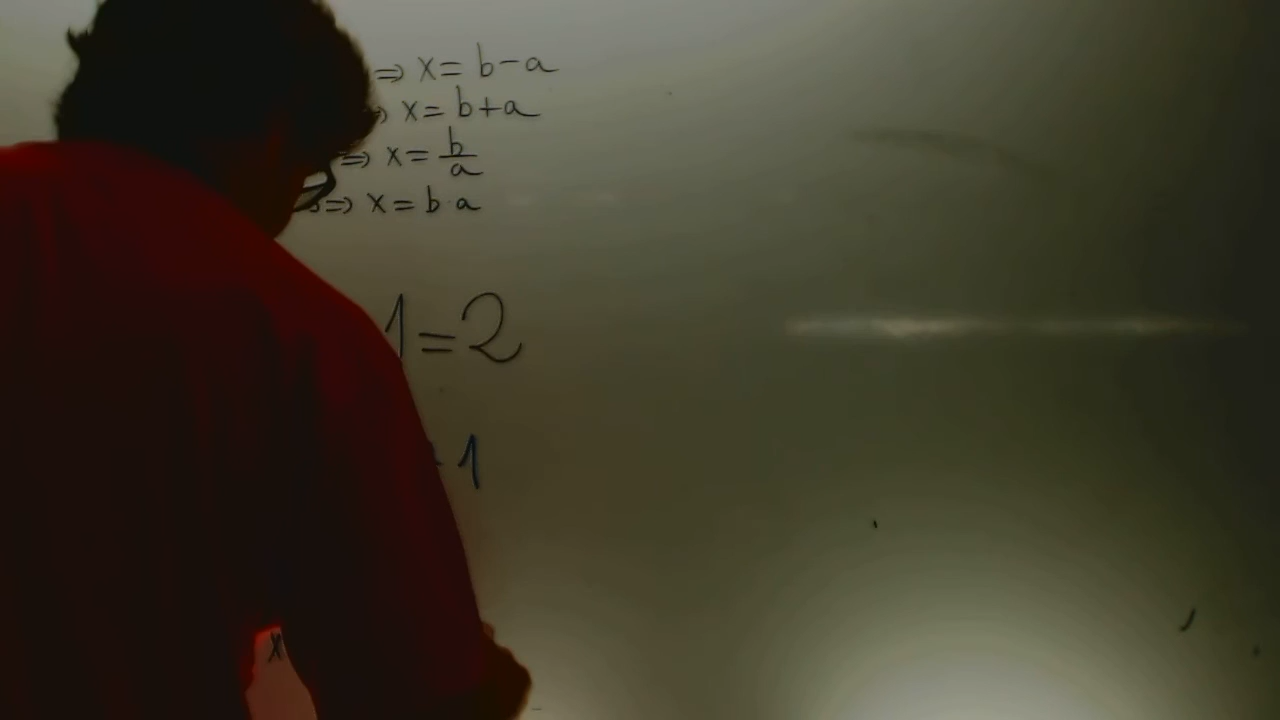 ⇒ x = b - a
x = b + a
⇒ x = b/a
⇒ x = b · a
1 = 2
1
x